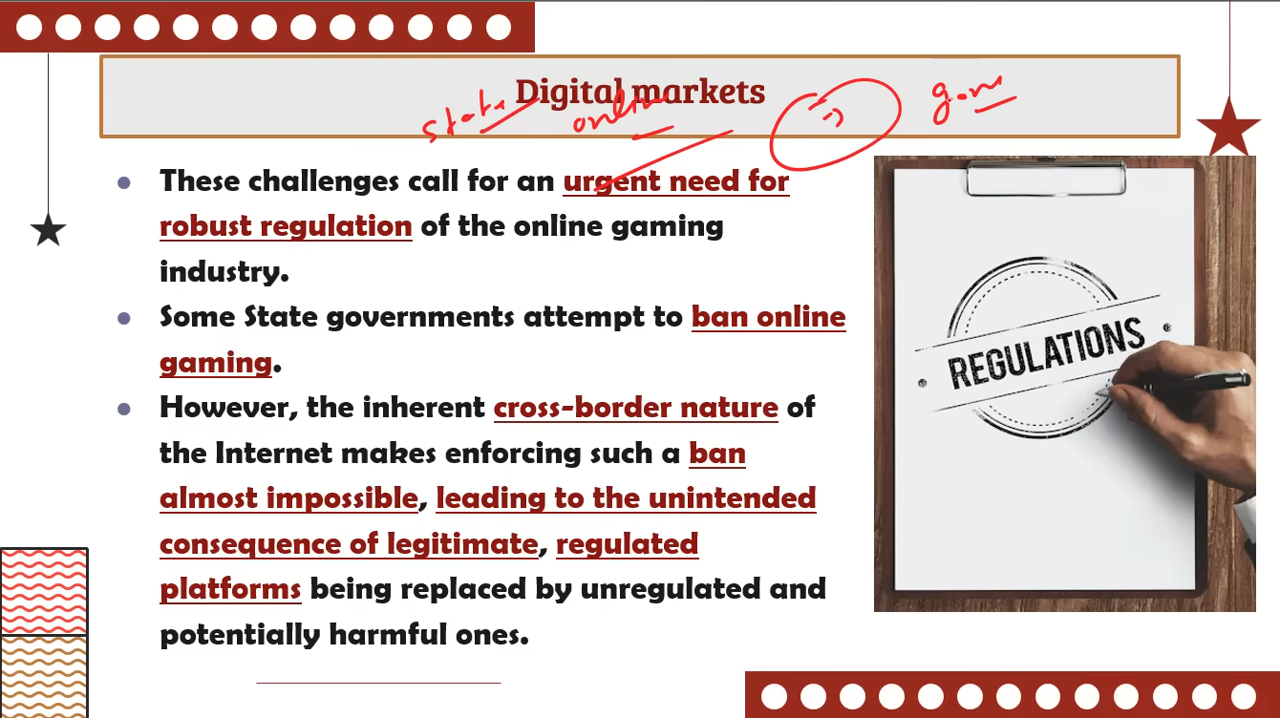 Digital markets
state online gam
• These challenges call for an urgent need for
robust regulation of the online gaming
industry.
• Some State governments attempt to ban online
gaming.
• However, the inherent cross-border nature of
the Internet makes enforcing such a ban
almost impossible, leading to the unintended
consequence of legitimate, regulated
platforms being replaced by unregulated and
potentially harmful ones.
REGULATIONS